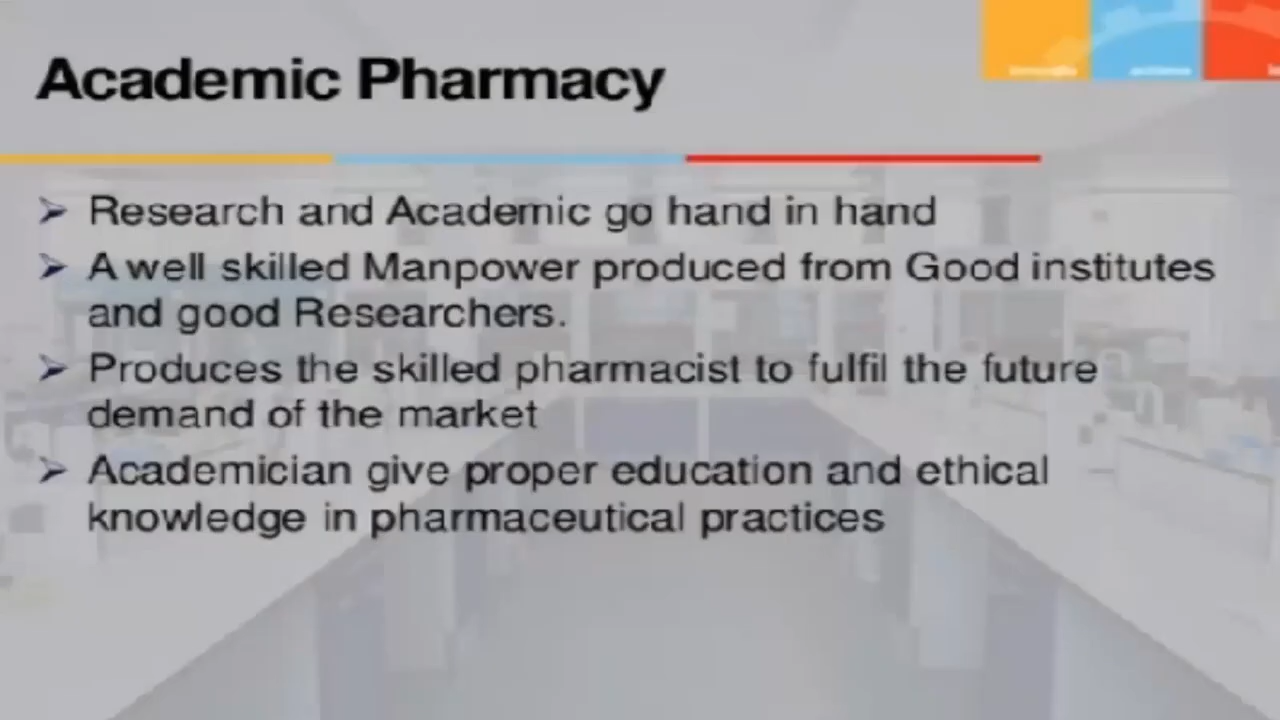 Academic Pharmacy
➢ Research and Academic go hand in hand
➢ A well skilled Manpower produced from Good institutes
and good Researchers.
➢ Produces the skilled pharmacist to fulfil the future
demand of the market
➢ Academician give proper education and ethical
knowledge in pharmaceutical practices